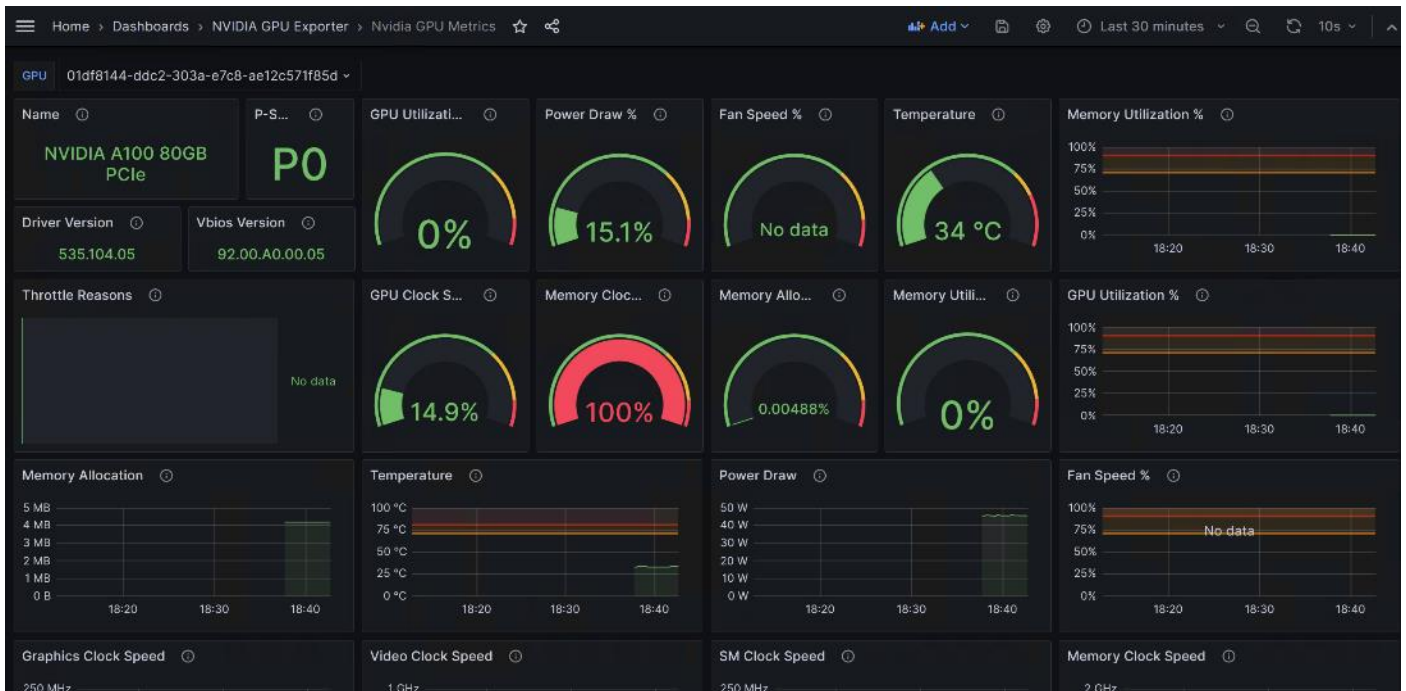 Home > Dashboards > NVIDIA GPU Exporter > Nvidia GPU Metrics
Add
Last 30 minutes
10s
GPU 01df8144-ddc2-303a-e7c8-ae12c571f85d
Name
NVIDIA A100 80GB
PCIe
P-S...
P0
Driver Version
535.104.05
Vbios Version
92.00.A0.00.05
GPU Utilizati...
0%
Power Draw %
15.1%
Fan Speed %
No data
Temperature
34 °C
Memory Utilization %
100%
75%
50%
25%
0%
18:20 18:30 18:40
Throttle Reasons
No data
GPU Clock S...
14.9%
Memory Cloc...
100%
Memory Allo...
0.00488%
Memory Utili...
0%
GPU Utilization %
100%
75%
50%
25%
0%
18:20 18:30 18:40
Memory Allocation
5 MB
4 MB
3 MB
2 MB
1 MB
0 B
18:20 18:30 18:40
Temperature
100 °C
75 °C
50 °C
25 °C
0 °C
18:20 18:30 18:40
Power Draw
50 W
40 W
30 W
20 W
10 W
0 W
18:20 18:30 18:40
Fan Speed %
100%
75%
50%
25%
0%
No data
18:20 18:30 18:40
Graphics Clock Speed
250 MHz
Video Clock Speed
1 GHz
SM Clock Speed
250 MHz
Memory Clock Speed
2 GHz